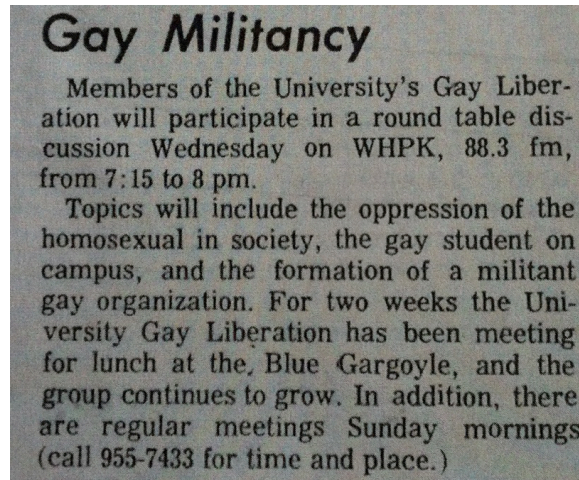 Gay Militancy
Members of the University's Gay Liber-
ation will participate in a round table dis-
cussion Wednesday on WHPK, 88.3 fm,
from 7:15 to 8 pm.
Topics will include the oppression of the
homosexual in society, the gay student on
campus, and the formation of a militant
gay organization. For two weeks the Uni-
versity Gay Liberation has been meeting
for lunch at the Blue Gargoyle, and the
group continues to grow. In addition, there
are regular meetings Sunday mornings
(call 955-7433 for time and place.)